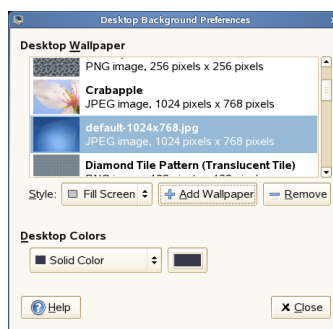 Desktop Background Preferences
Desktop Wallpaper
PNG image, 256 pixels x 256 pixels
Crabapple
JPEG image, 1024 pixels x 768 pixels
default-1024x768.jpg
JPEG image, 1024 pixels x 768 pixels
Diamond Tile Pattern (Translucent Tile)
Style: Fill Screen Add Wallpaper Remove
Desktop Colors
Solid Color
Help Close